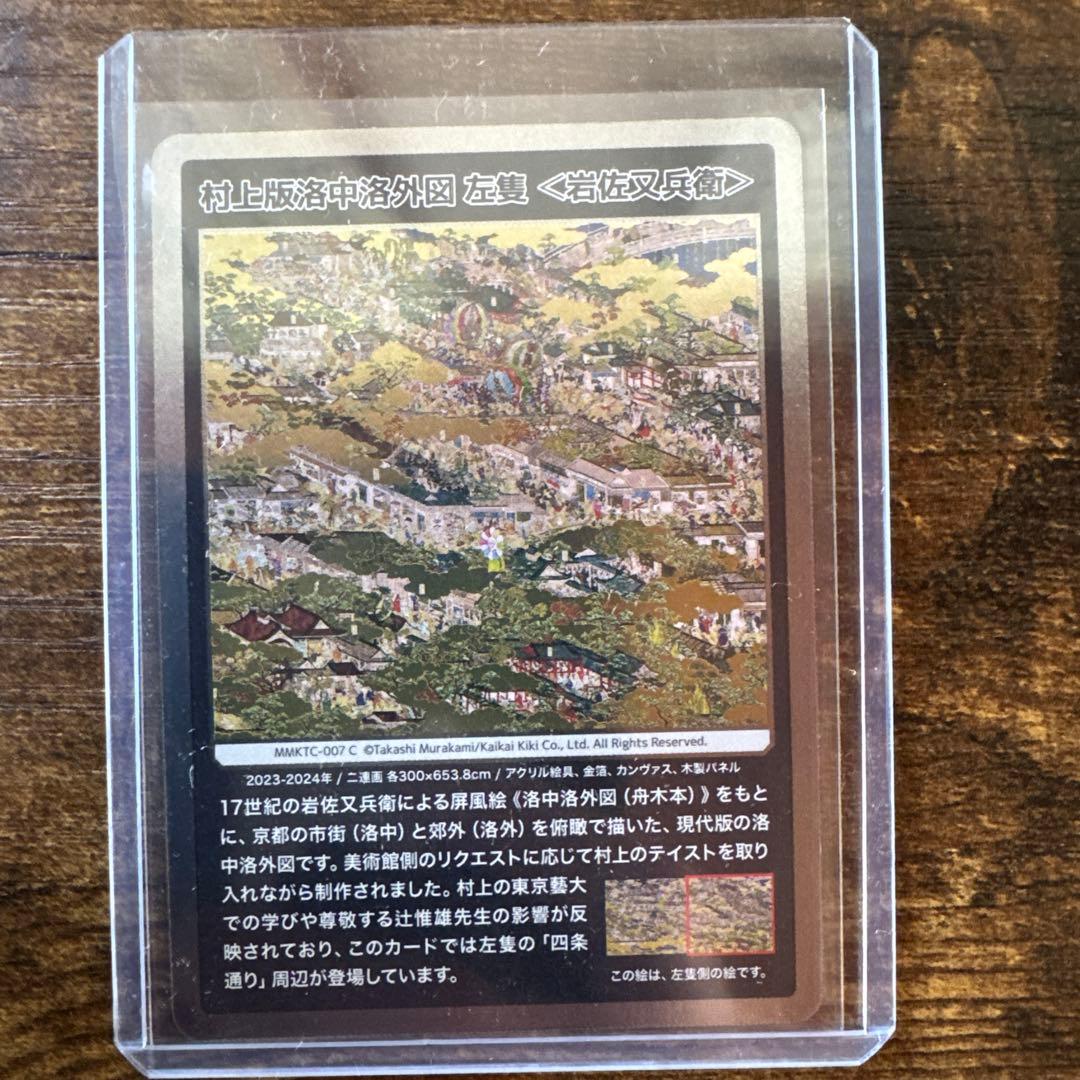 村上版洛中洛外図 左隻 <岩佐又兵衛>
MMKTC-007 C ©Takashi Murakami/Kaikai Kiki Co., Ltd. All Rights Reserved.
2023-2024年 / 二連画 各300×653.8cm / アクリル絵具、金箔、カンヴァス、木製パネル
17世紀の岩佐又兵衛による屏風絵《洛中洛外図（舟木本）》をもと
に、京都の市街（洛中）と郊外（洛外）を俯瞰で描いた、現代版の洛
中洛外図です。美術館側のリクエストに応じて村上のテイストを取り
入れながら制作されました。村上の東京藝大
での学びや尊敬する辻惟雄先生の影響が反
映されており、このカードでは左隻の「四条
通り」周辺が登場しています。
この絵は、左隻側の絵です。